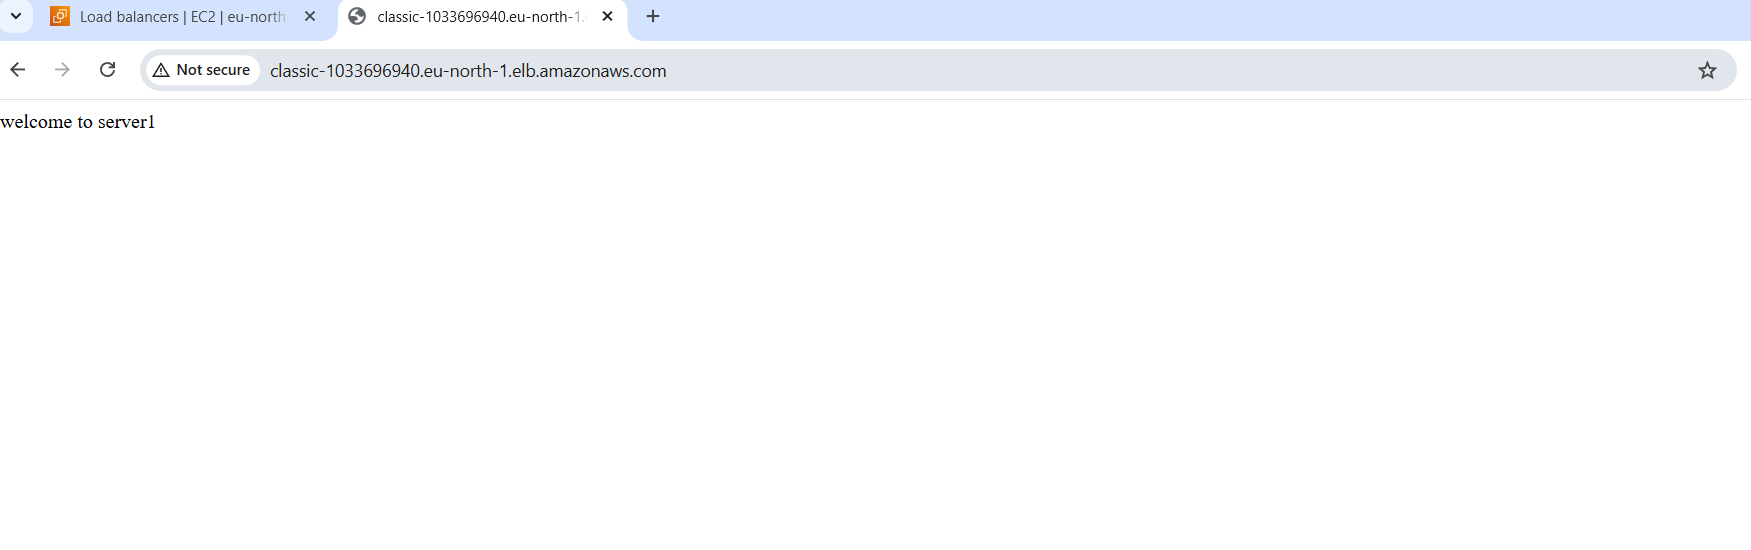 Load balancers | EC2 | eu-north
classic-1033696940.eu-north-1.
Not secure
classic-1033696940.eu-north-1.elb.amazonaws.com
welcome to server1